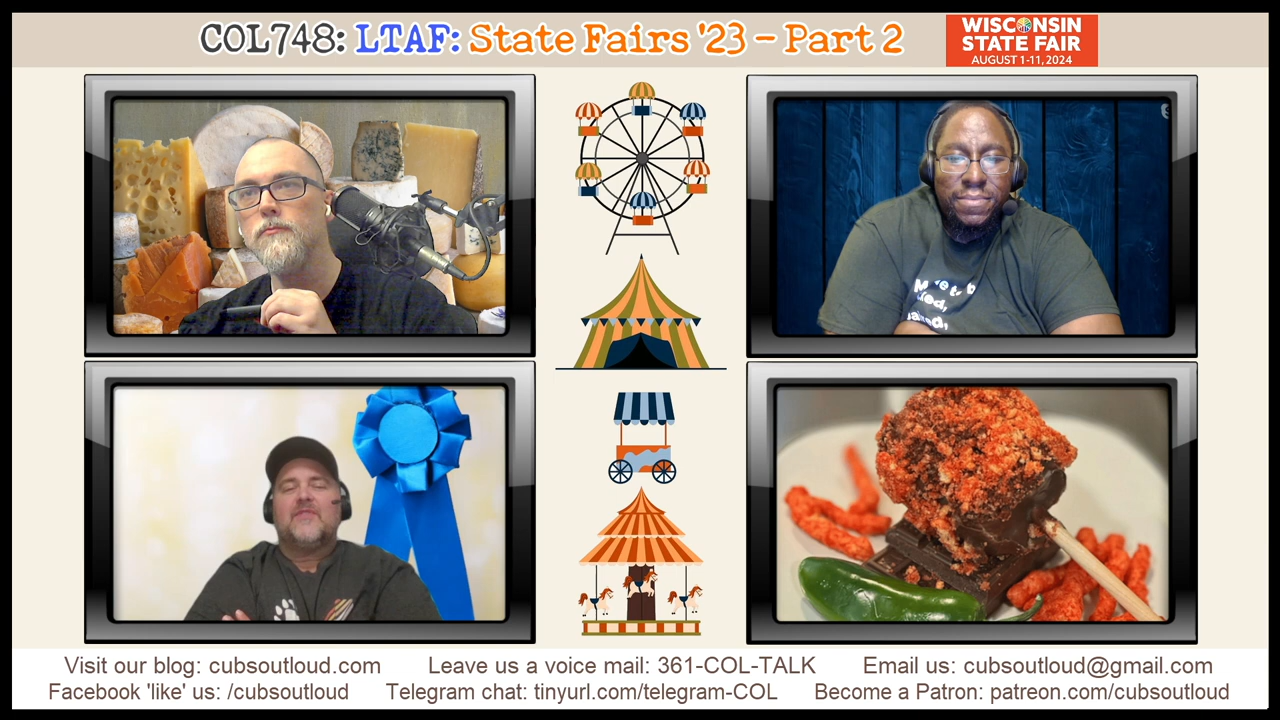 COL748: LTAF: State Fairs '23 - Part 2
WISCONSIN
STATE FAIR
AUGUST 1-11, 2024
Visit our blog: cubsoutloud.com Leave us a voice mail: 361-COL-TALK Email us: cubsoutloud@gmail.com
Facebook 'like' us: /cubsoutloud Telegram chat: tinyurl.com/telegram-COL Become a Patron: patreon.com/cubsoutloud